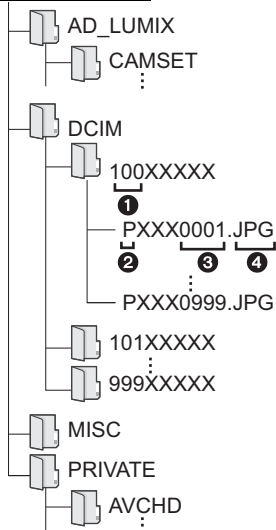 AD_LUMIX
CAMSET
DCIM
100XXXXX
❶
PXXX0001.JPG
❷ ❸ ❹
PXXX0999.JPG
101XXXXX
999XXXXX
MISC
PRIVATE
AVCHD